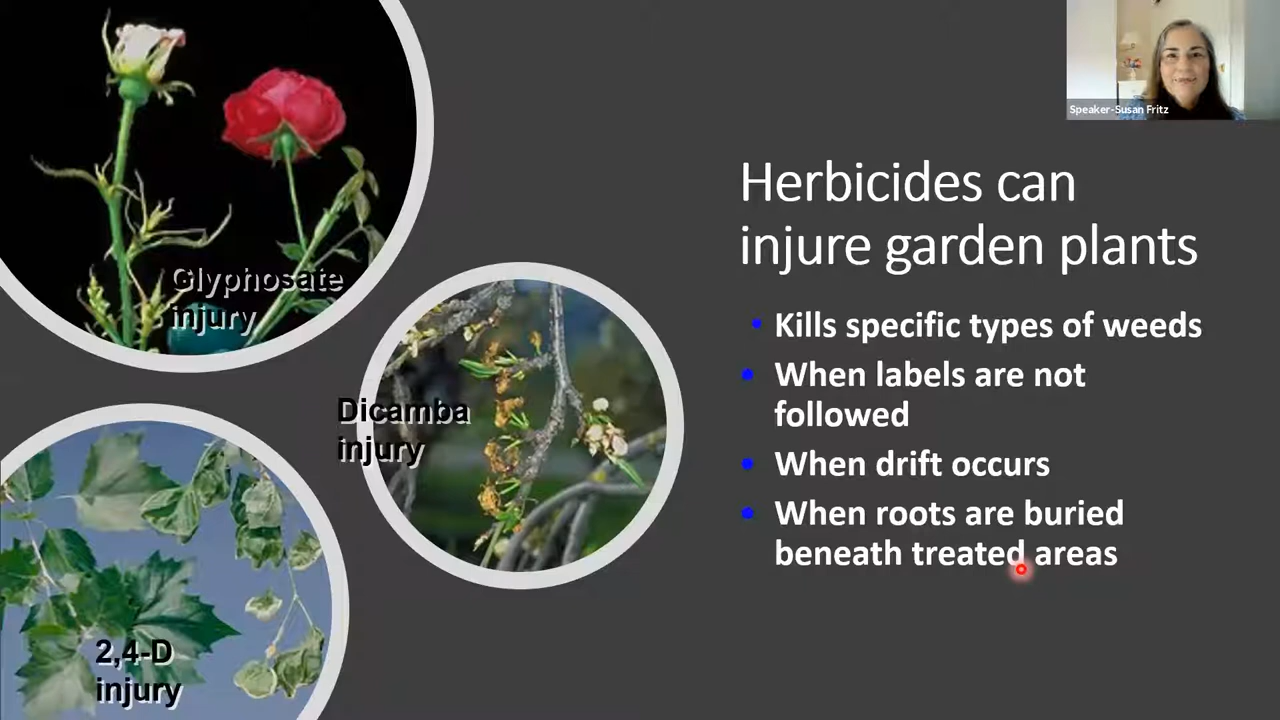 Speaker-Susan Fritz
Herbicides can
injure garden plants
• Kills specific types of weeds
• When labels are not
followed
• When drift occurs
• When roots are buried
beneath treated areas
Glyphosate
injury
Dicamba
injury
2,4-D
injury